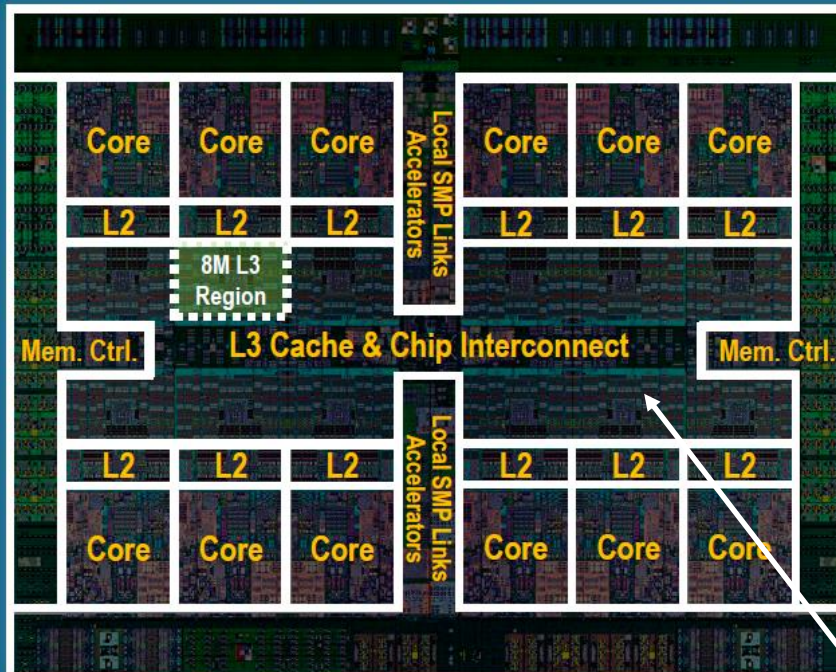 Core Core Core Core Core Core
Local SMP Links
Accelerators
L2 L2 L2 L2 L2 L2
8M L3
Region
Mem. Ctrl. L3 Cache & Chip Interconnect Mem. Ctrl.
Local SMP Links
Accelerators
L2 L2 L2 L2 L2 L2
Core Core Core Core Core Core